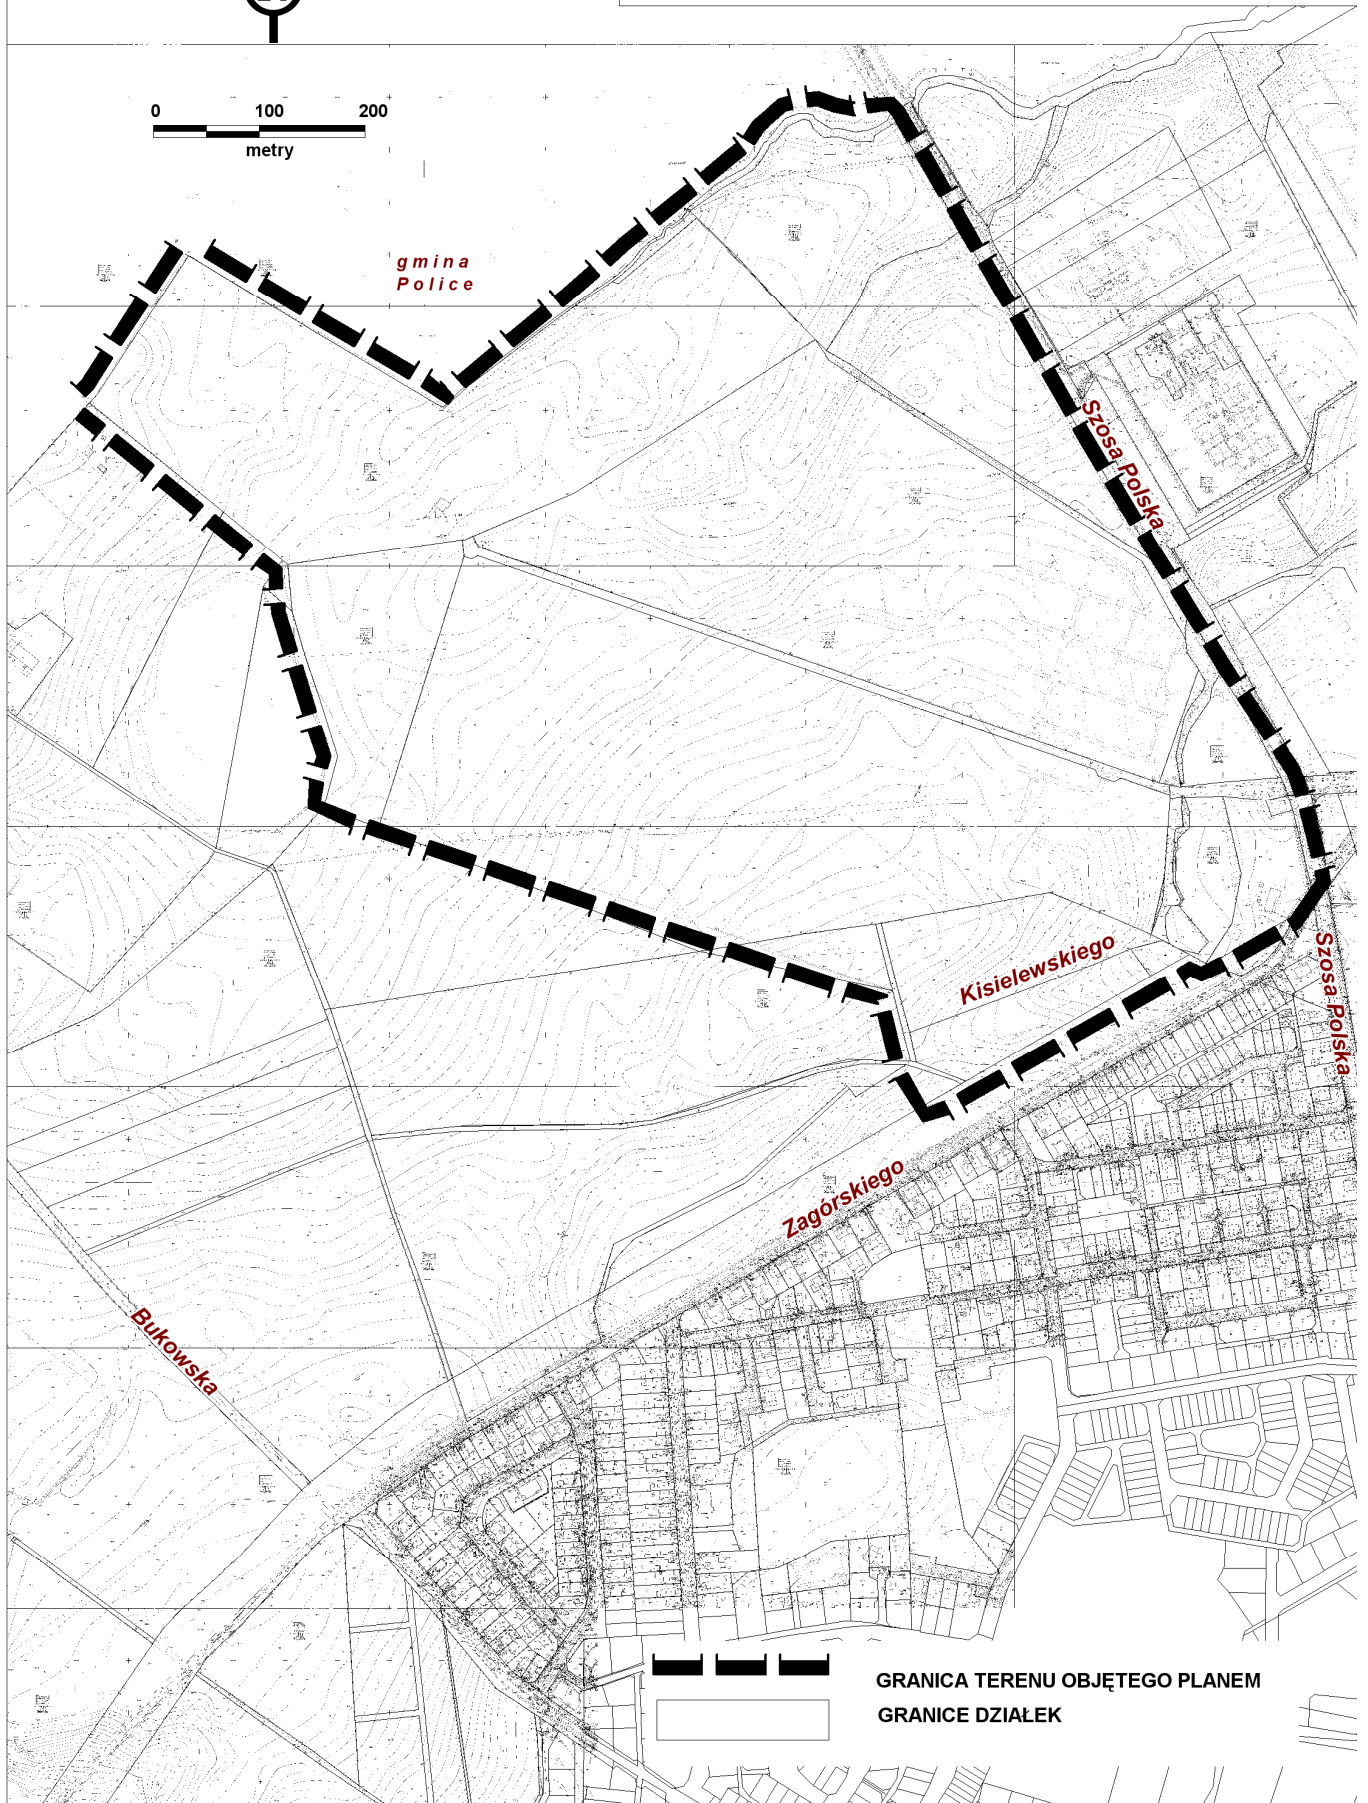 0 100 200
metry
gmina
Police
Szosa Polska
Kisielewskiego
Szosa Polska
Zagórskiego
Bukowska
GRANICA TERENU OBJĘTEGO PLANEM
GRANICE DZIAŁEK